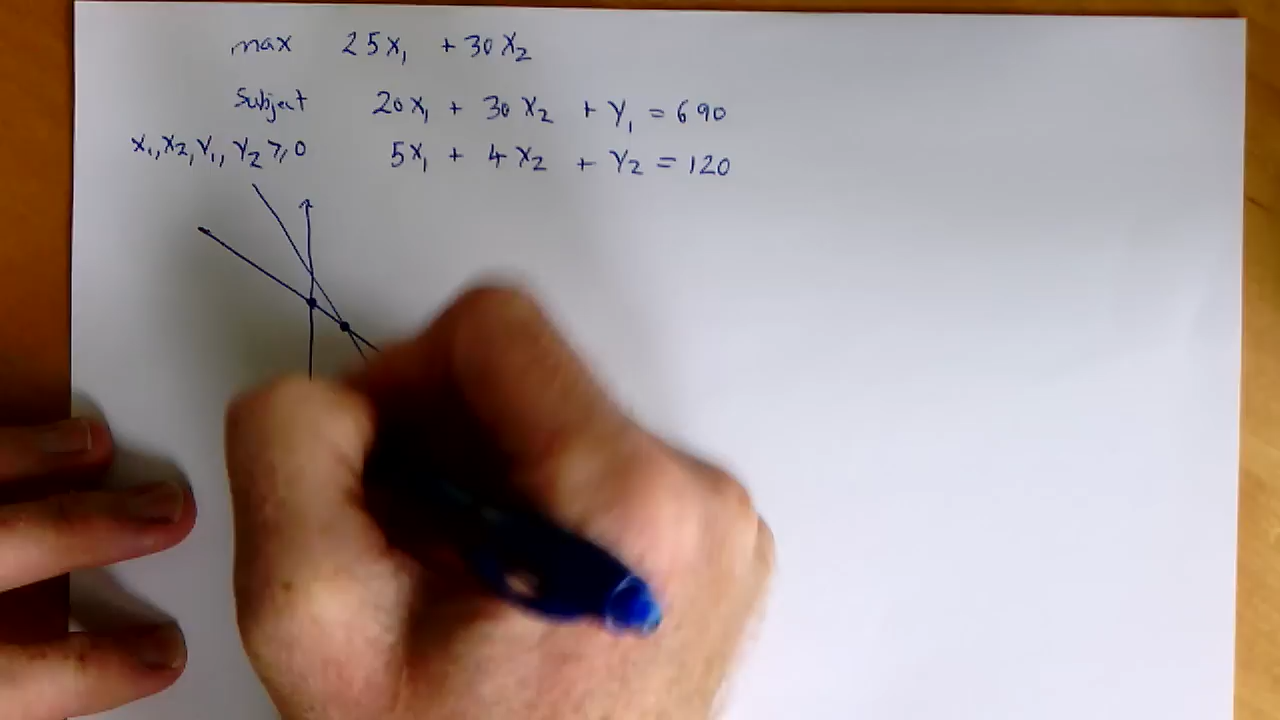 max 25x₁ + 30x₂
Subject 20x₁ + 30x₂ + Y₁ = 690
x₁, x₂, Y₁, Y₂ ≥ 0 5x₁ + 4x₂ + Y₂ = 120